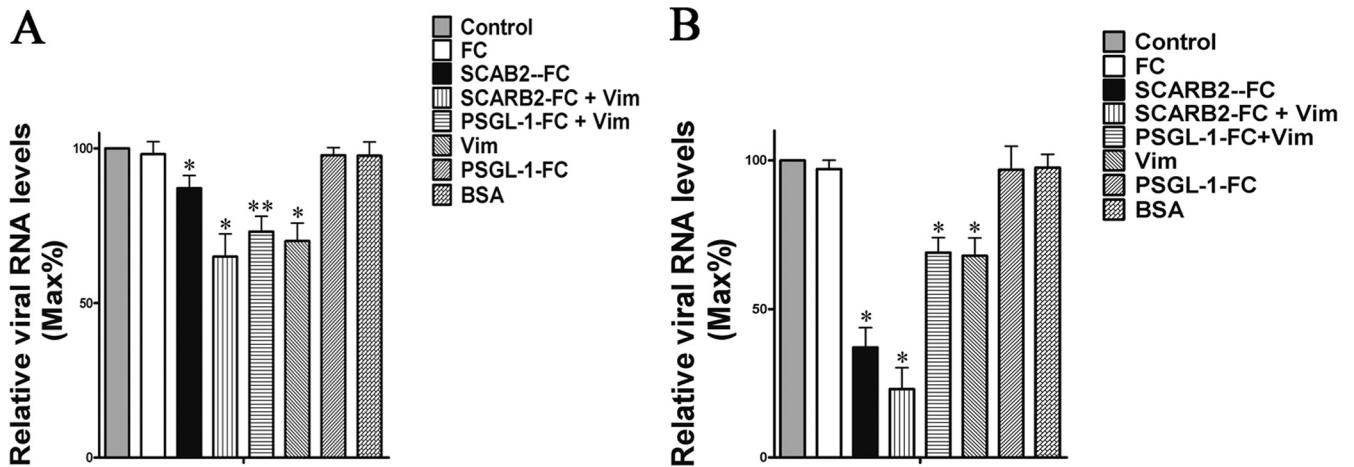 A
Control
FC
SCAB2--FC
SCARB2-FC + Vim
PSGL-1-FC + Vim
Vim
PSGL-1-FC
BSA
Relative viral RNA levels
(Max%)
100
50
0
*
*
**
*
B
Control
FC
SCARB2--FC
SCARB2-FC + Vim
PSGL-1-FC+Vim
Vim
PSGL-1-FC
BSA
Relative viral RNA levels
(Max%)
100
50
0
*
*
*
*